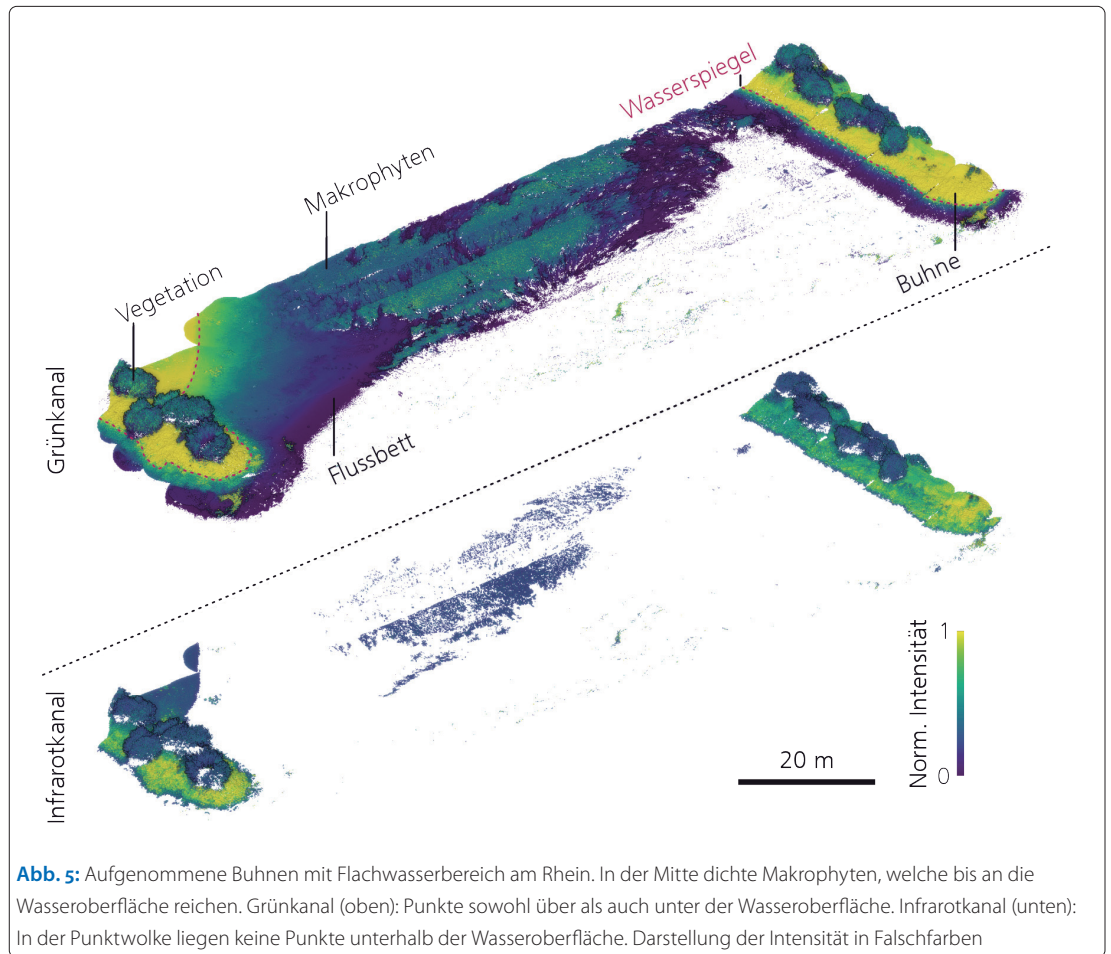 Wasserspiegel
Makrophyten
Vegetation
Buhne
Flussbett
Grünkanal
Infrarotkanal
Norm. Intensität
1
0
20 m
Abb. 5: Aufgenommene Buhnen mit Flachwasserbereich am Rhein. In der Mitte dichte Makrophyten, welche bis an die
Wasseroberfläche reichen. Grünkanal (oben): Punkte sowohl über als auch unter der Wasseroberfläche. Infrarotkanal (unten):
In der Punktwolke liegen keine Punkte unterhalb der Wasseroberfläche. Darstellung der Intensität in Falschfarben